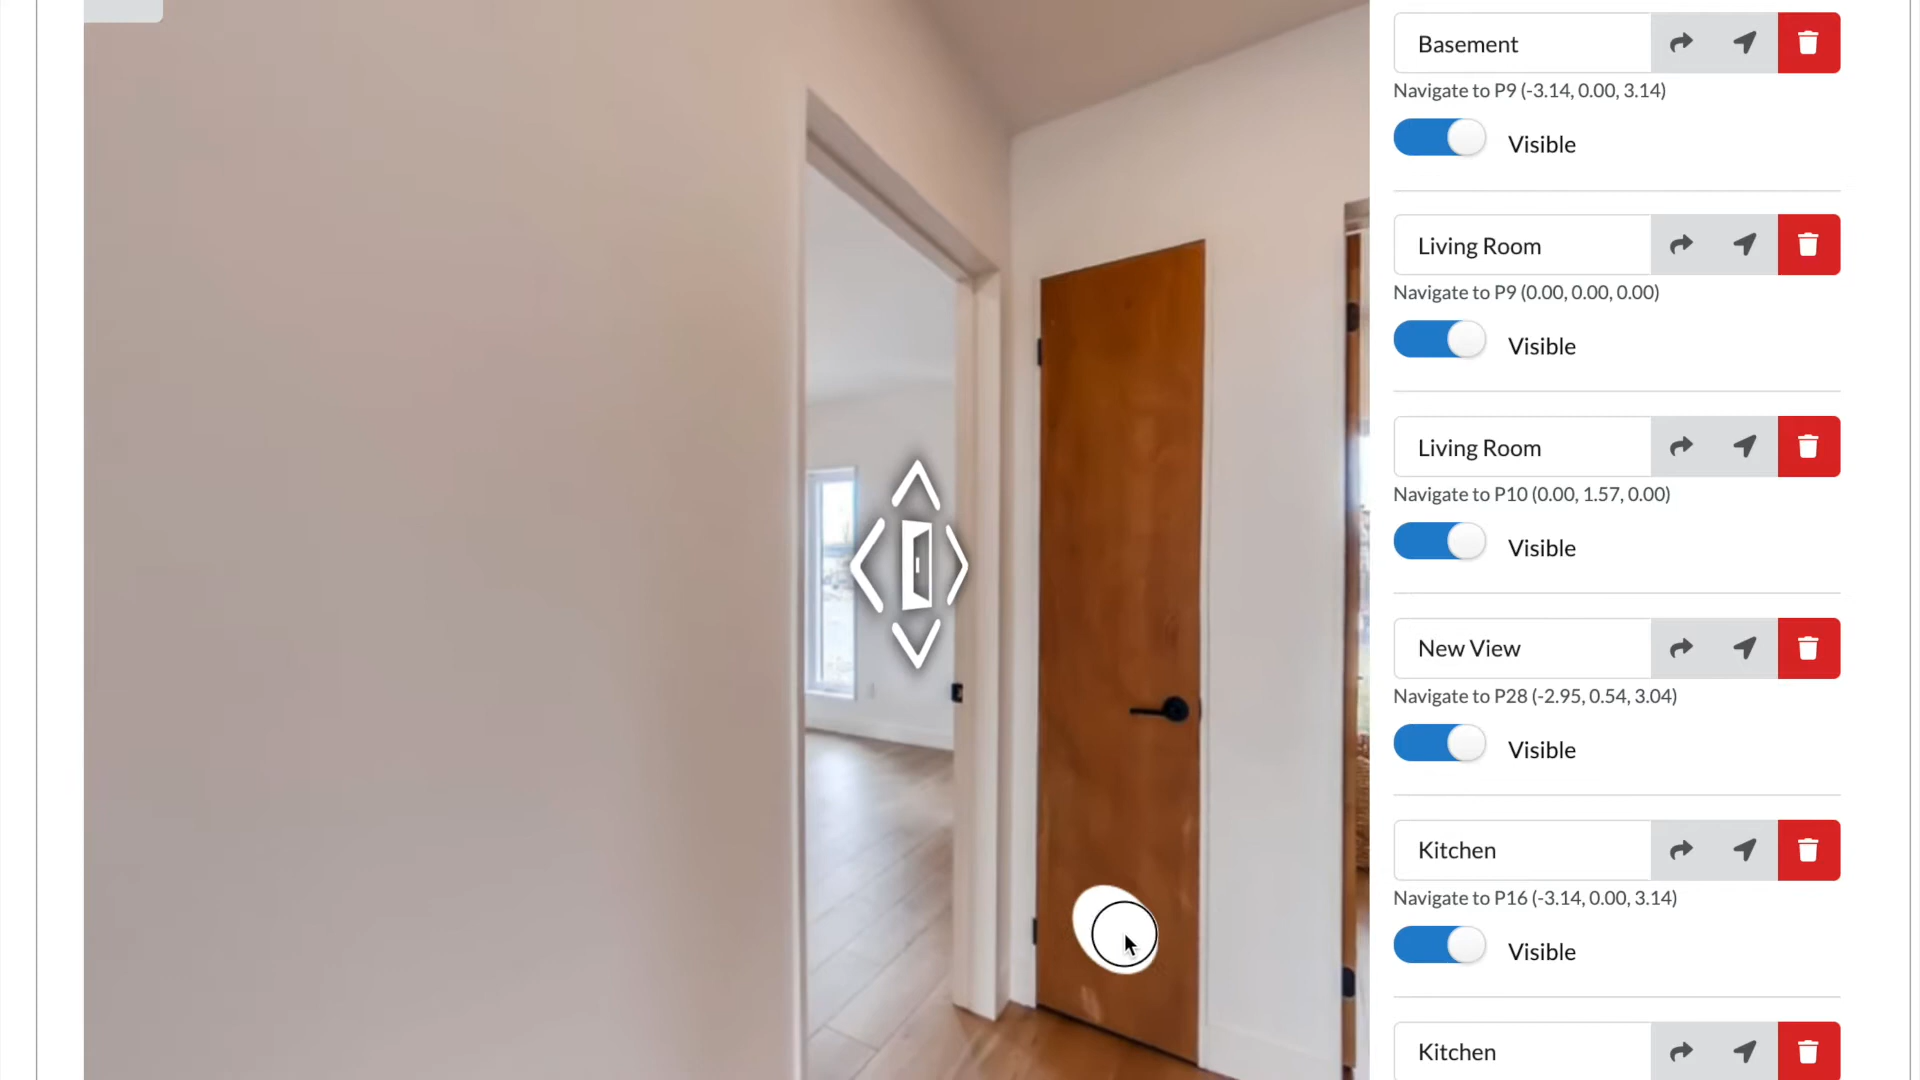 Basement
Navigate to P9 (-3.14, 0.00, 3.14)
Visible
Living Room
Navigate to P9 (0.00, 0.00, 0.00)
Visible
Living Room
Navigate to P10 (0.00, 1.57, 0.00)
Visible
New View
Navigate to P28 (-2.95, 0.54, 3.04)
Visible
Kitchen
Navigate to P16 (-3.14, 0.00, 3.14)
Visible
Kitchen